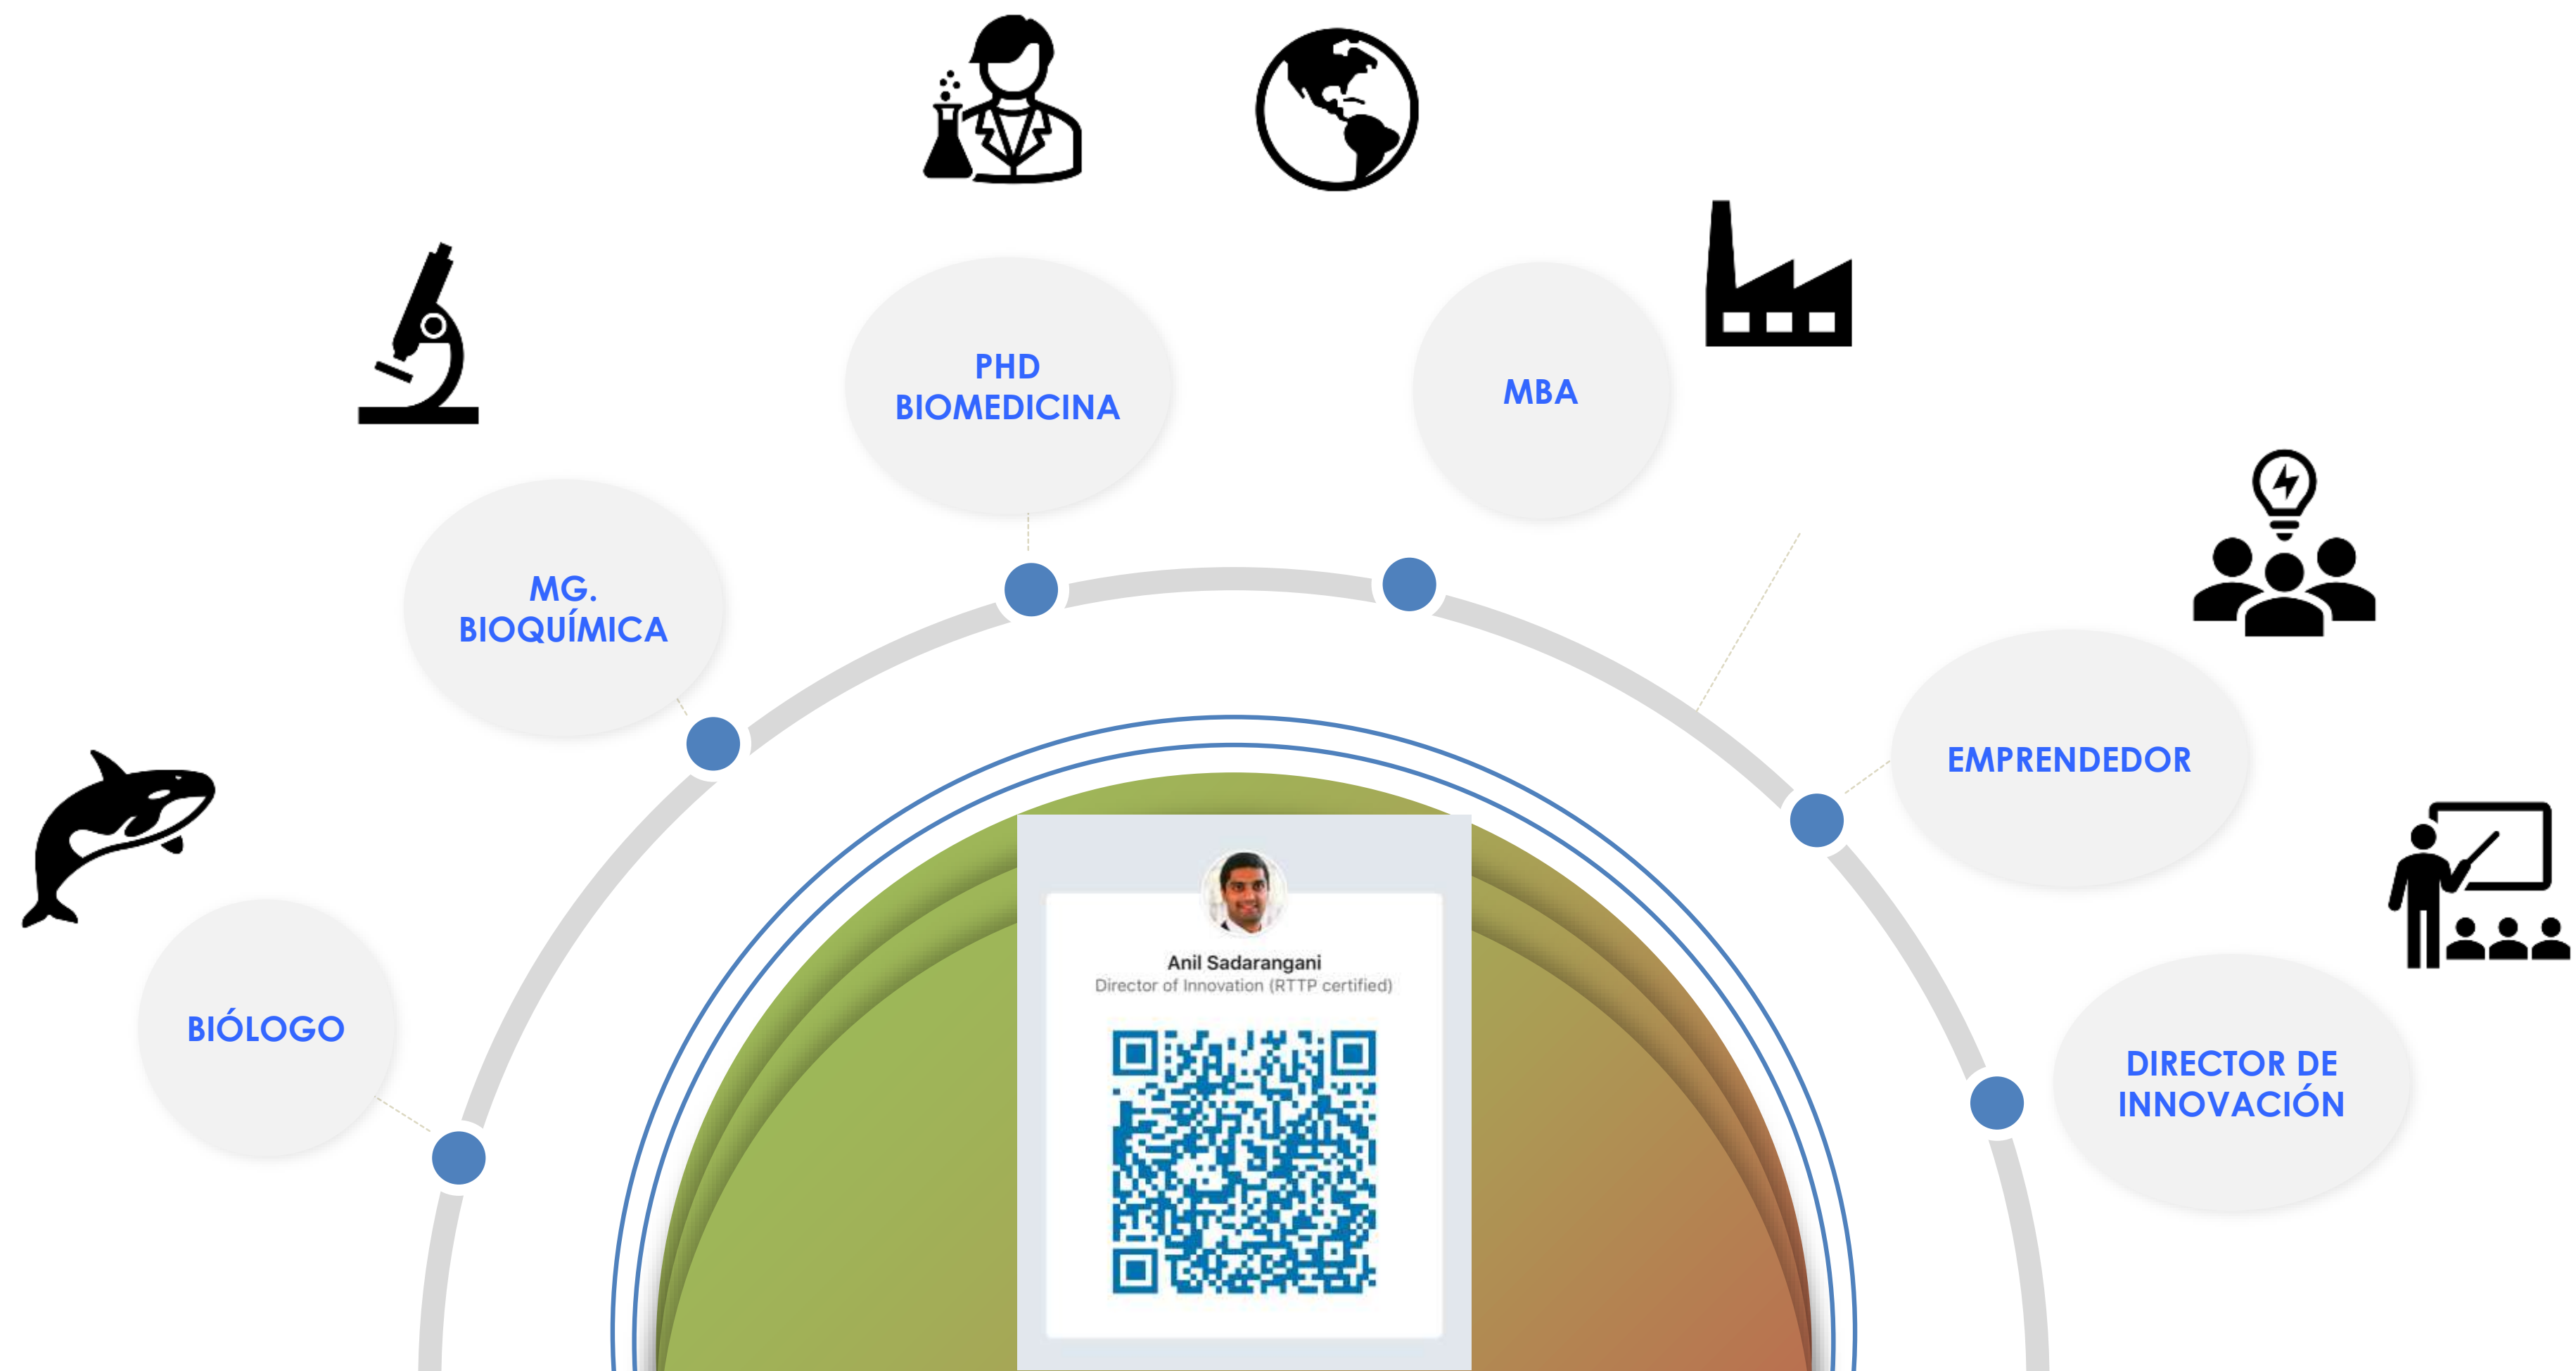 PHD
BIOMEDICINA
MBA
MG.
BIOQUÍMICA
EMPRENDEDOR
BIÓLOGO
DIRECTOR DE
INNOVACIÓN
Anil Sadarangani
Director of Innovation (RTTP certified)